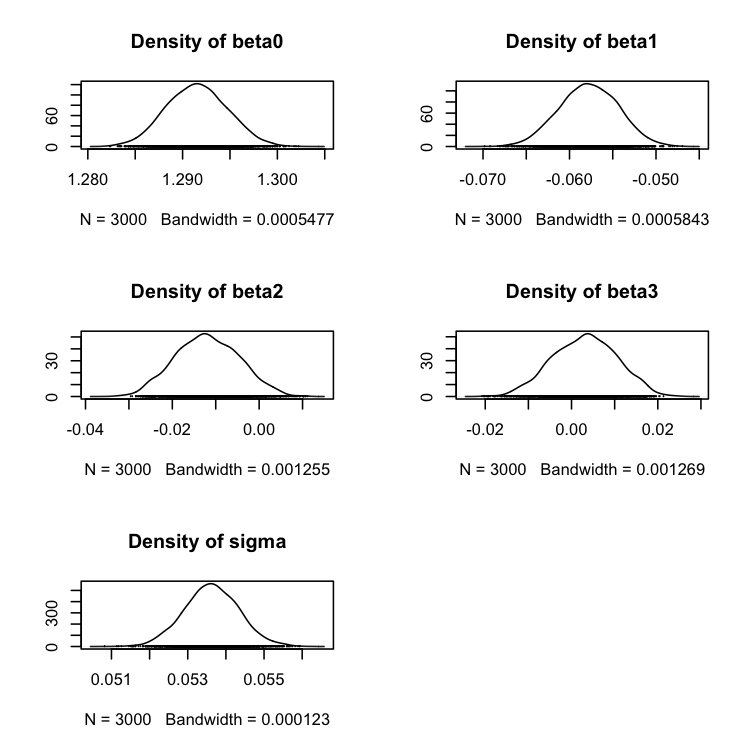 Density of beta0
60
0
1.280 1.290 1.300
N = 3000 Bandwidth = 0.0005477
Density of beta1
60
0
-0.070 -0.060 -0.050
N = 3000 Bandwidth = 0.0005843
Density of beta2
30
0
-0.04 -0.02 0.00
N = 3000 Bandwidth = 0.001255
Density of beta3
30
0
-0.02 0.00 0.02
N = 3000 Bandwidth = 0.001269
Density of sigma
300
0
0.051 0.053 0.055
N = 3000 Bandwidth = 0.000123